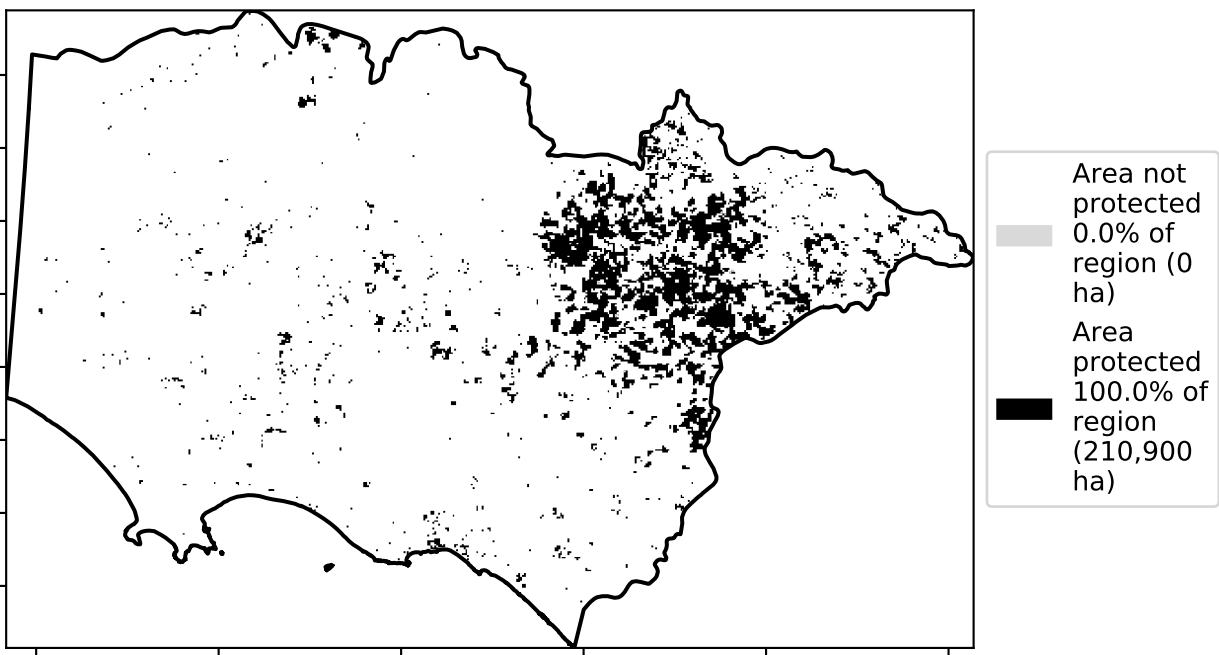 Area not
protected
0.0% of
region (0
ha)
Area
protected
100.0% of
region
(210,900
ha)